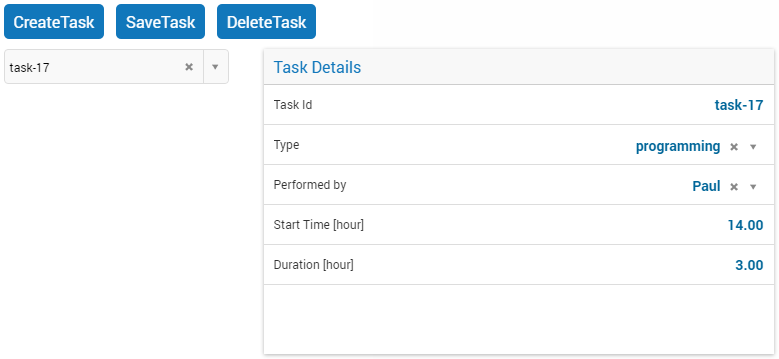 CreateTask SaveTask DeleteTask
task-17
Task Details
Task Id task-17
Type programming
Performed by Paul
Start Time [hour] 14.00
Duration [hour] 3.00